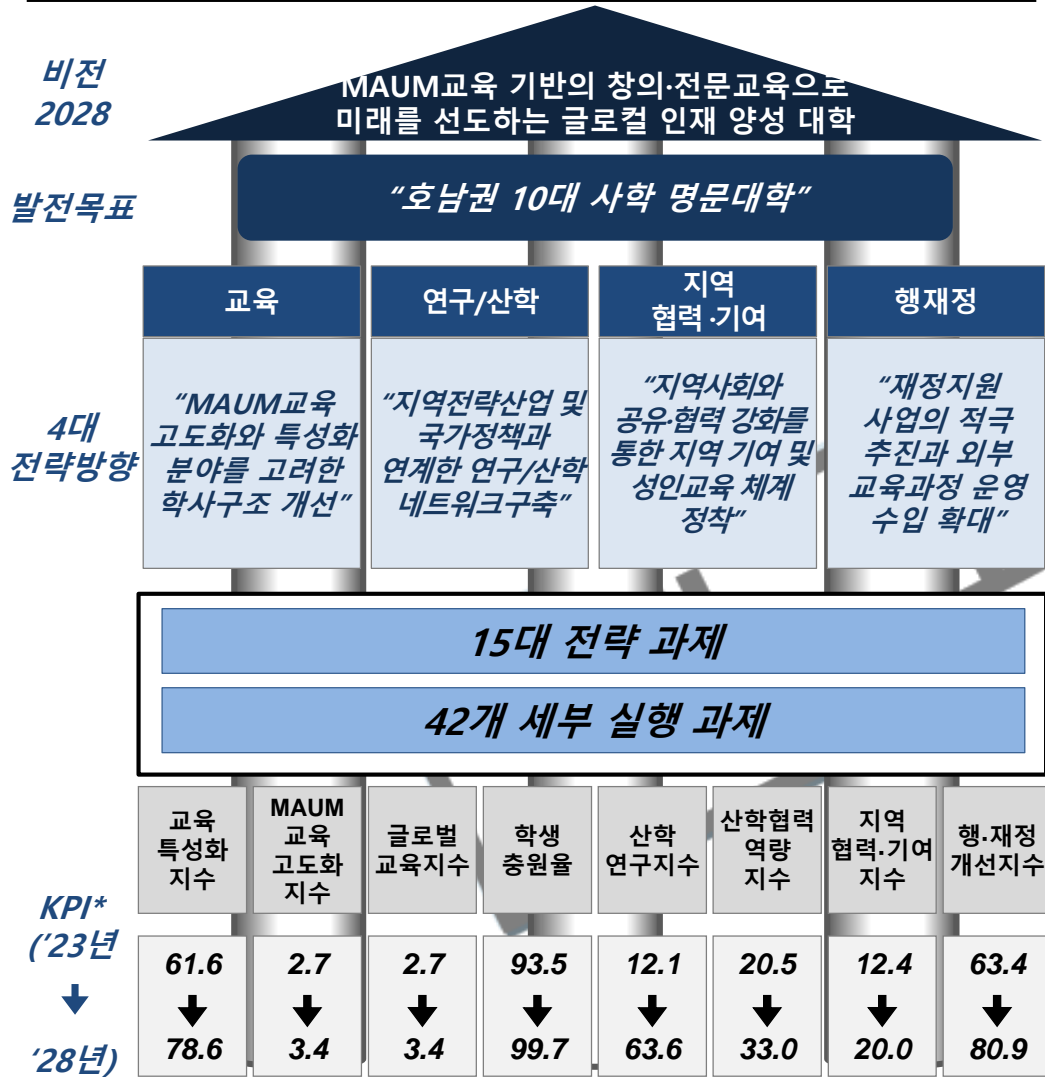 비전
2028
MAUM교육 기반의 창의·전문교육으로
미래를 선도하는 글로컬 인재 양성 대학
발전목표
“호남권 10대 사학 명문대학”
교육
연구/산학
지역
협력·기여
행재정
4대
전략방향
“MAUM교육
고도화와 특성화
분야를 고려한
학사구조 개선”
“지역전략산업 및
국가정책과
연계한 연구/산학
네트워크구축”
“지역사회와
공유·협력 강화를
통한 지역 기여 및
성인교육 체계
정착”
“재정지원
사업의 적극
추진과 외부
교육과정 운영
수입 확대”
15대 전략 과제
42개 세부 실행 과제
교육
특성화
지수
MAUM
교육
고도화
지수
글로벌
교육지수
학생
충원율
산학
연구지수
산학협력
역량
지수
지역
협력·기여
지수
행·재정
개선지수
KPI*
(’23년
‘28년)
61.6 2.7 2.7 93.5 12.1 20.5 12.4 63.4
78.6 3.4 3.4 99.7 63.6 33.0 20.0 80.9